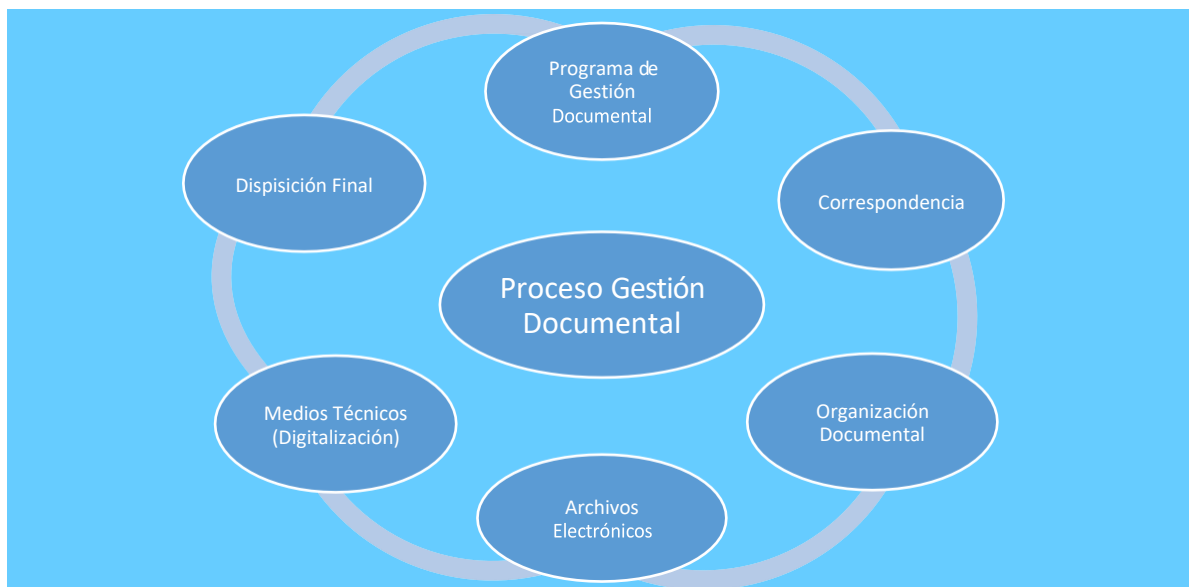 Programa de
Gestión
Documental
Correspondencia
Organización
Documental
Archivos
Electrónicos
Medios Técnicos
(Digitalización)
Dispisición Final
Proceso Gestión
Documental